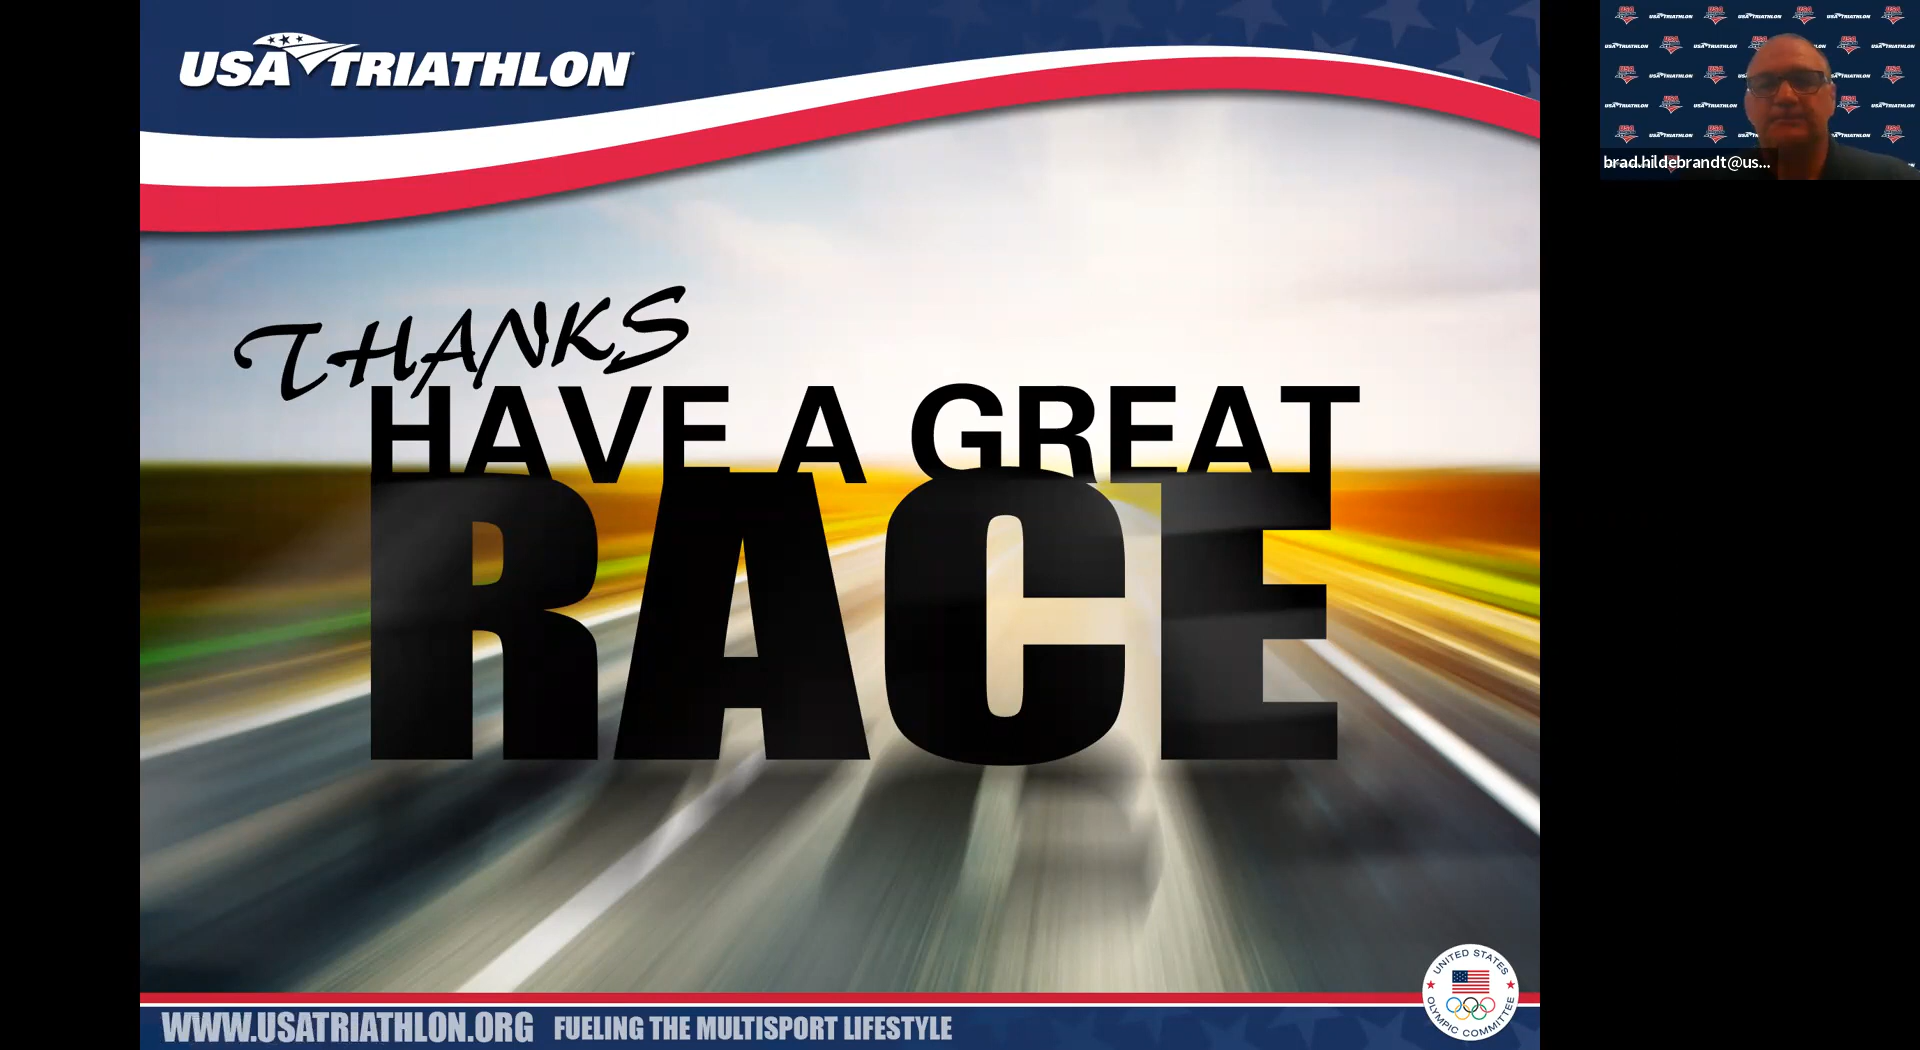 USA TRIATHLON
THANKS
HAVE A GREAT
RACE
WWW.USATRIATHLON.ORG FUELING THE MULTISPORT LIFESTYLE
UNITED STATES
OLYMPIC COMMITTEE
brad.hildebrandt@us...